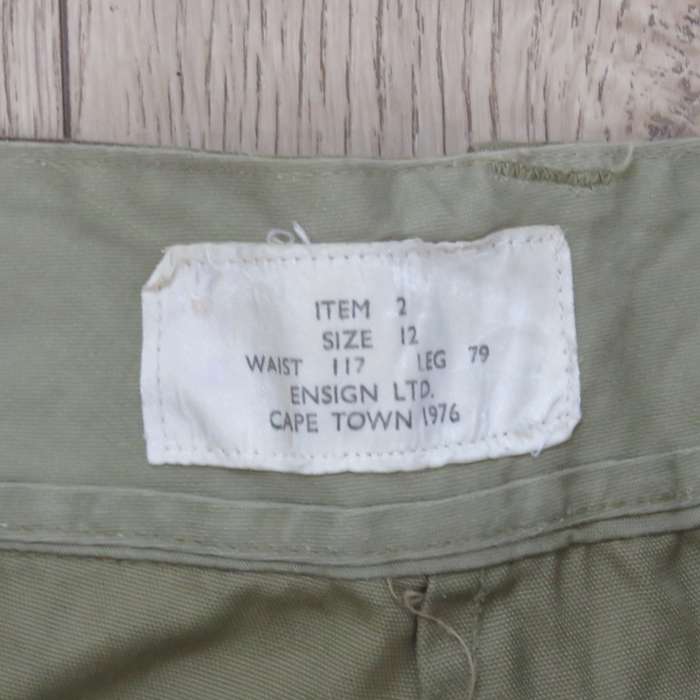 ITEM 2
SIZE 12
WAIST 117 LEG 79
ENSIGN LTD.
CAPE TOWN 1976